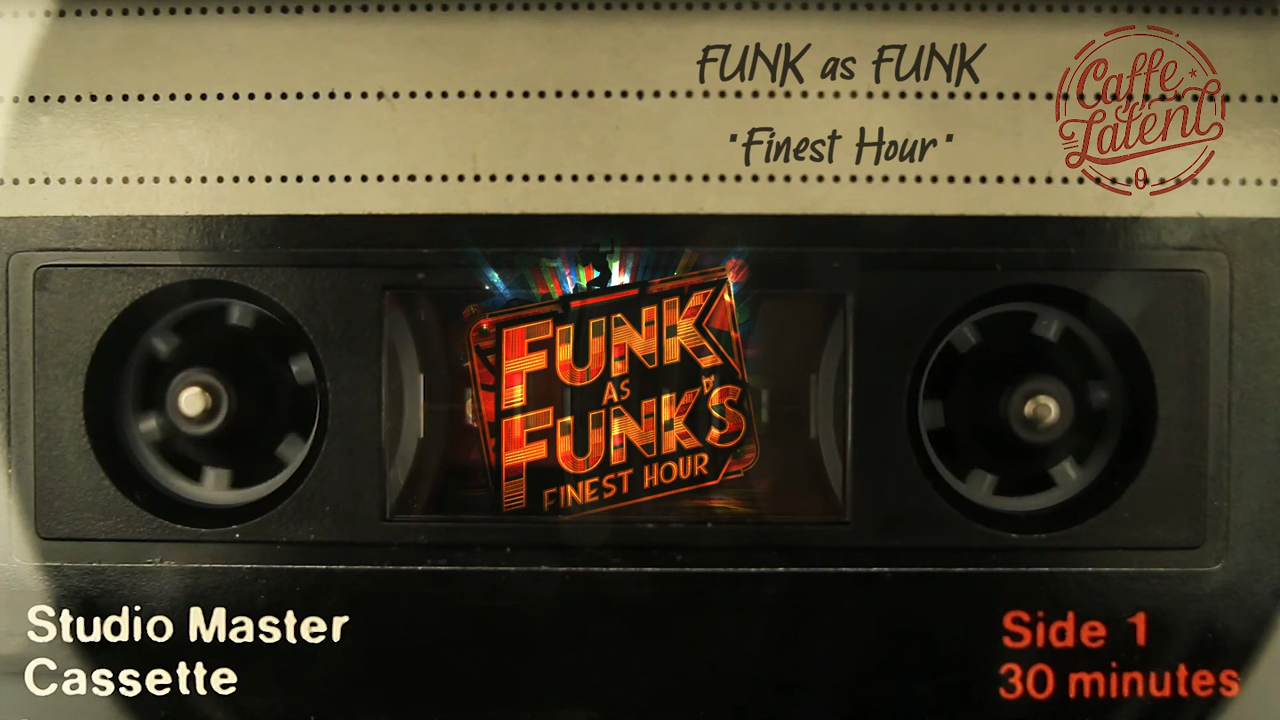 FUNK as FUNK
"Finest Hour"
Caffe
Latent
FUNK
AS
FUNK'S
FINEST HOUR
Studio Master
Cassette
Side 1
30 minutes